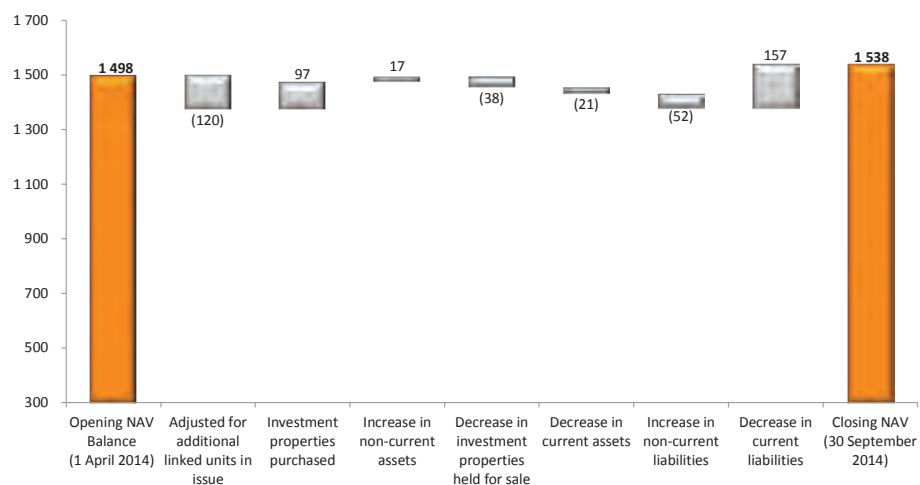 1 700
1 500
1 300
1 100
900
700
500
300
1 498
(120)
97
17
(38)
(21)
(52)
157
1 538
Opening NAV
Balance
(1 April 2014)
Adjusted for
additional
linked units in
issue
Investment
properties
purchased
Increase in
non-current
assets
Decrease in
investment
properties
held for sale
Decrease in
current assets
Increase in
non-current
liabilities
Decrease in
current
liabilities
Closing NAV
(30 September
2014)